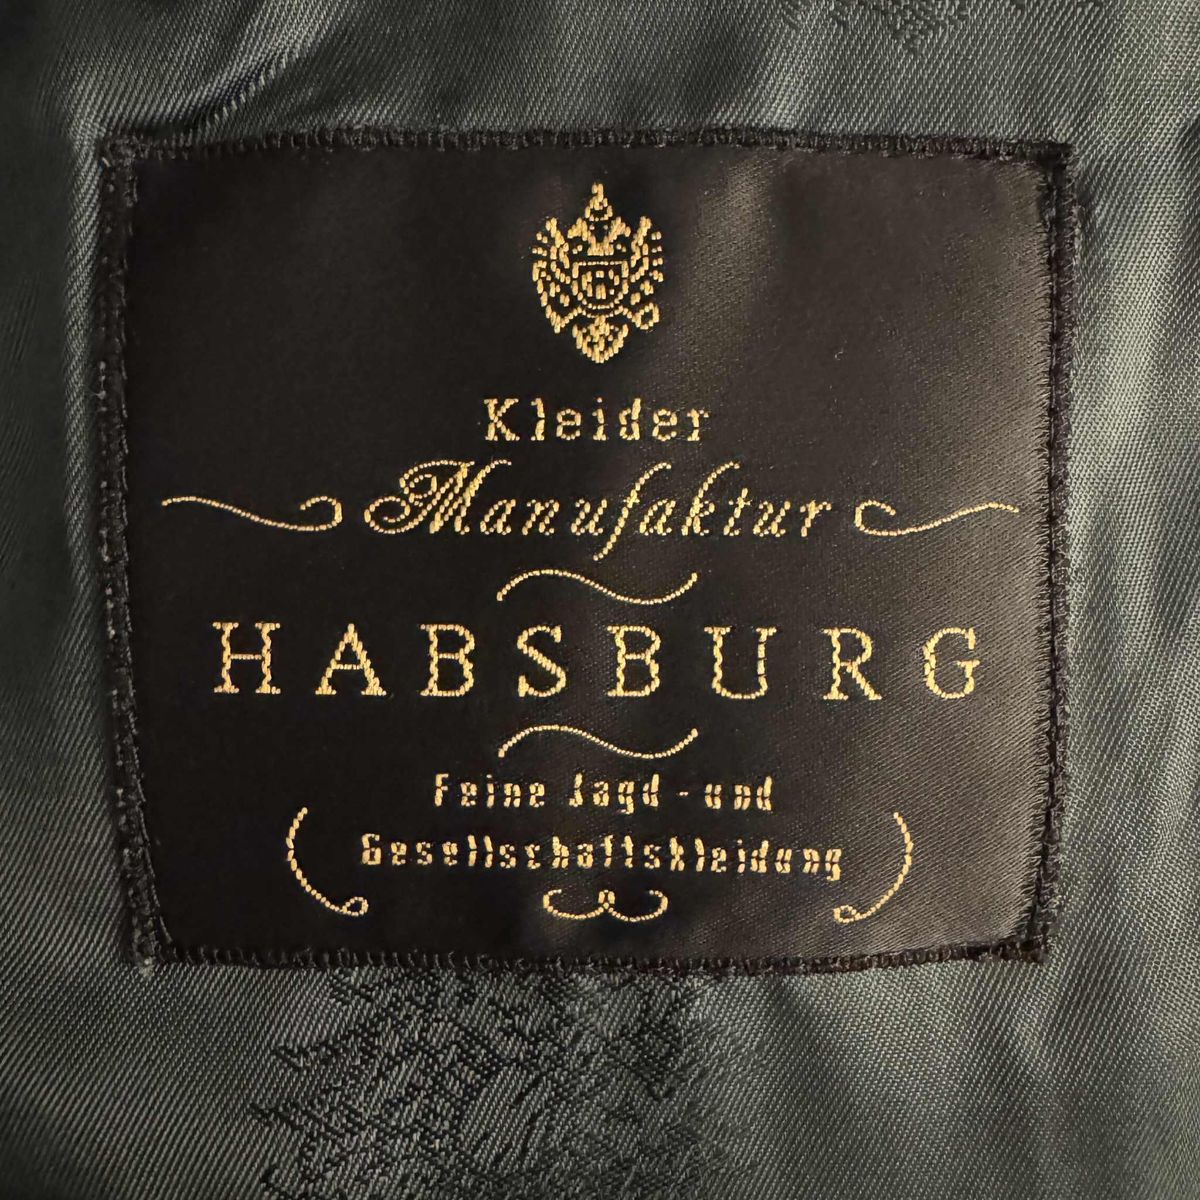 Kleider
Manufaktur
HABSBURG
Feine Jagd-und
Gesellschaftskleidung